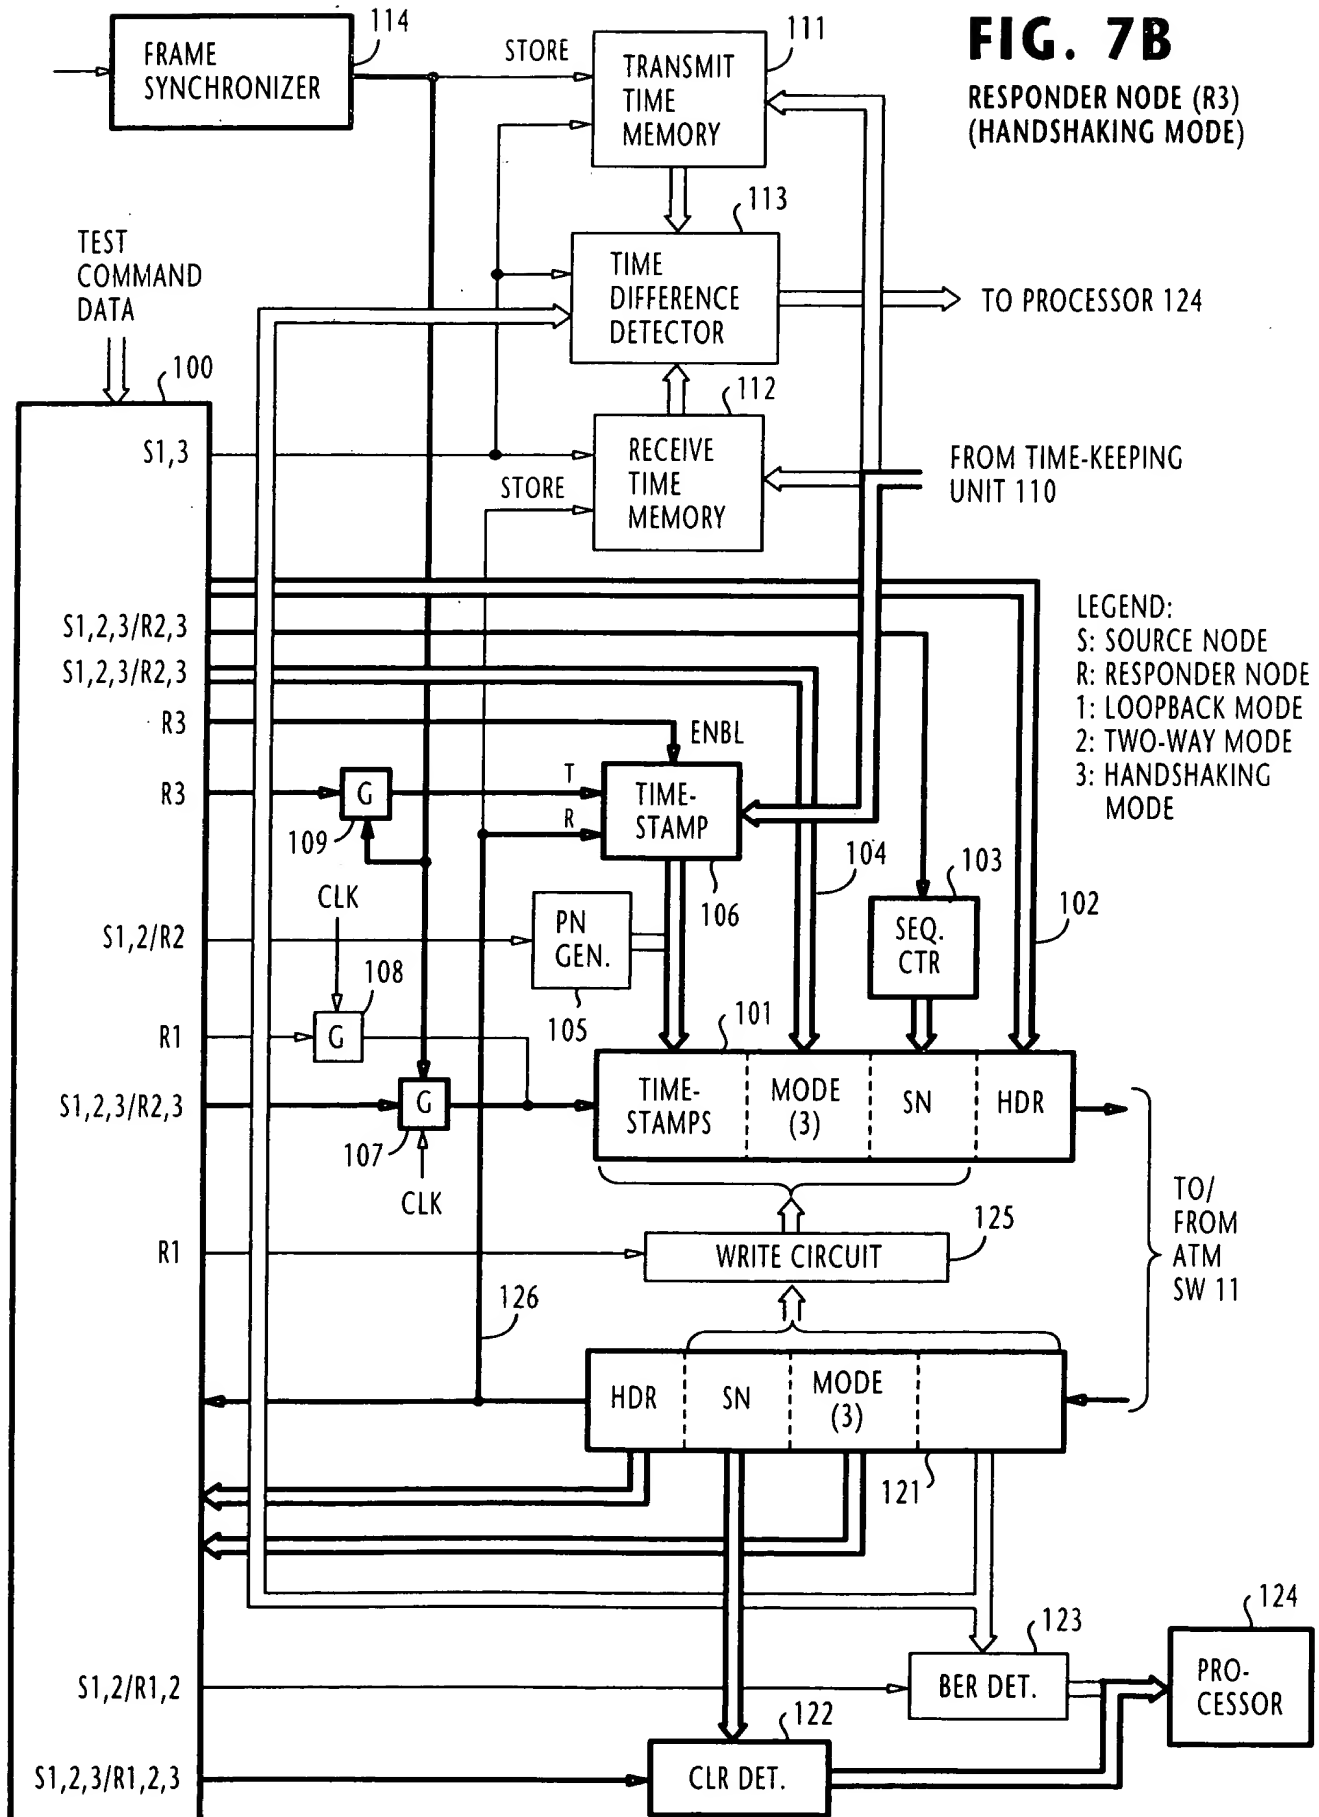 FIG. 7B
RESPONDER NODE (R3)
(HANDSHAKING MODE)
114
FRAME
SYNCHRONIZER
STORE
111
TRANSMIT
TIME
MEMORY
113
TIME
DIFFERENCE
DETECTOR
TO PROCESSOR 124
TEST
COMMAND
DATA
100
112
S1,3
RECEIVE
TIME
MEMORY
STORE
FROM TIME-KEEPING
UNIT 110
S1,2,3/R2,3
S1,2,3/R2,3
R3
ENBL
LEGEND:
S: SOURCE NODE
R: RESPONDER NODE
1: LOOPBACK MODE
2: TWO-WAY MODE
3: HANDSHAKING
MODE
R3
G
109
T
R
TIME-
STAMP
106
104
103
SEQ.
CTR
102
CLK
S1,2/R2
PN
GEN.
105
108
R1
G
101
S1,2,3/R2,3
G
107
CLK
TIME-
STAMPS
MODE
(3)
SN
HDR
TO/
FROM
ATM
SW 11
R1
WRITE CIRCUIT
125
126
HDR
SN
MODE
(3)
121
123
124
S1,2/R1,2
BER DET.
PRO-
CESSOR
122
S1,2,3/R1,2,3
CLR DET.